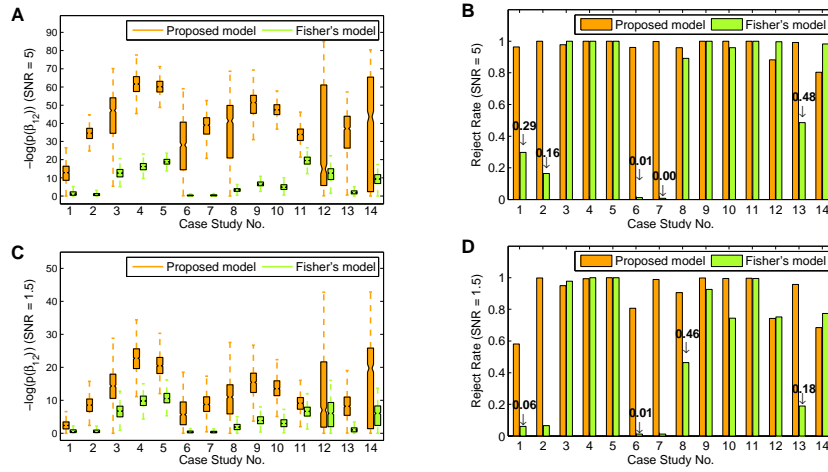 A
Proposed model Fisher's model
−log(p(β12)) (SNR = 5)
90
80
70
60
50
40
30
20
10
0
1 2 3 4 5 6 7 8 9 10 11 12 13 14
Case Study No.
B
Proposed model Fisher's model
Reject Rate (SNR = 5)
1
0.8
0.6
0.4
0.2
0
0.29
0.16
0.01
0.00
0.48
1 2 3 4 5 6 7 8 9 10 11 12 13 14
Case Study No.
C
Proposed model Fisher's model
−log(p(β12)) (SNR = 1.5)
50
40
30
20
10
0
1 2 3 4 5 6 7 8 9 10 11 12 13 14
Case Study No.
D
Proposed model Fisher's model
Reject Rate (SNR = 1.5)
1
0.8
0.6
0.4
0.2
0
0.06
0.01
0.46
0.18
1 2 3 4 5 6 7 8 9 10 11 12 13 14
Case Study No.